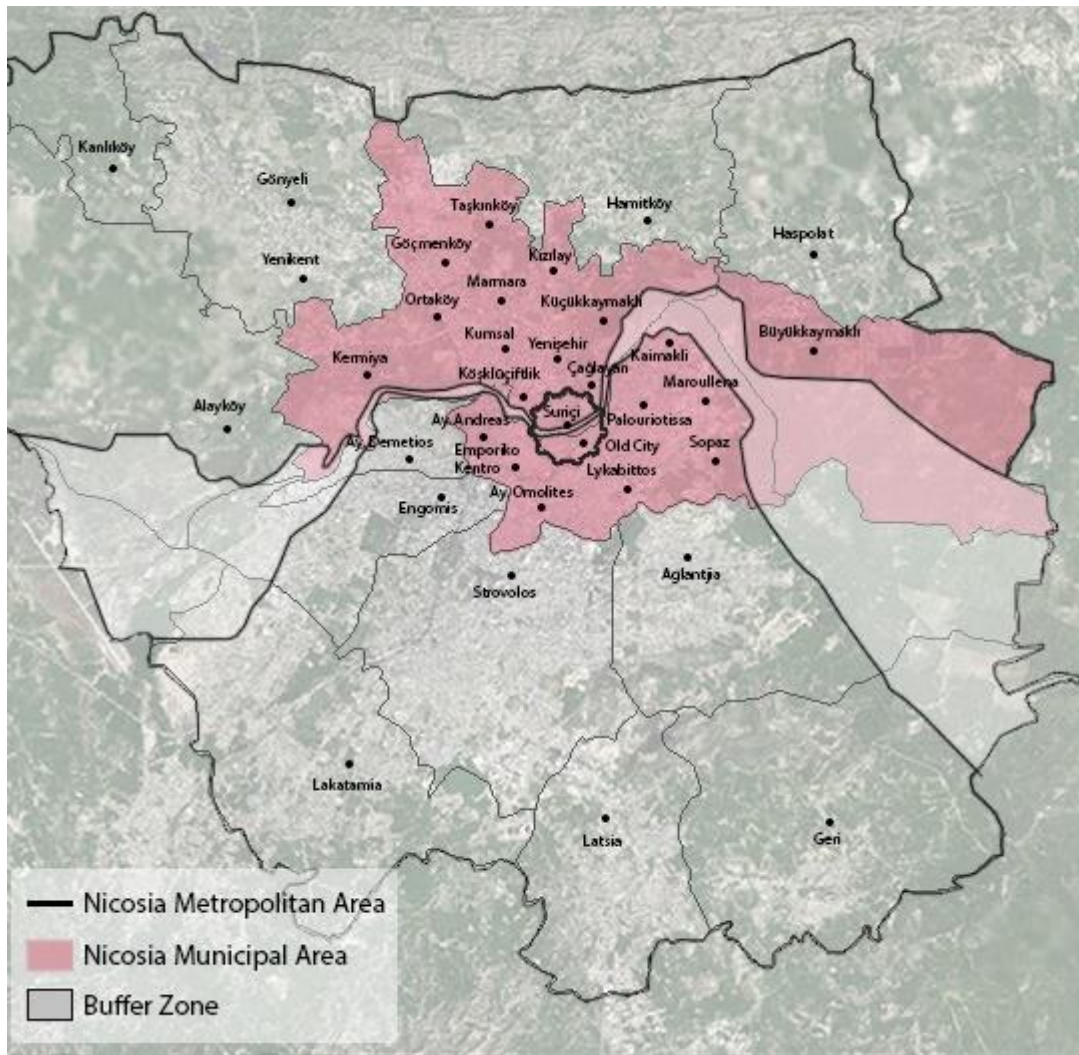 Kanlıköy
Gönyeli
Taşkınköy
Hamitköy
Haspolat
Göçmenköy
Kızılay
Yenikent
Marmara
Ortaköy
Küçükkaymaklı
Büyükkaymaklı
Kumsal
Yenişehir
Kaimakli
Kermiya
Köşklüçiftlik
Çağlayan
Maroullena
Alayköy
Ay. Andreas
Suriçi
Palouriotissa
Ay. Demetios
Emporiko
Kentro
Old City
Sopaz
Lykabittos
Engomis
Ay. Omolites
Strovolos
Aglantjia
Lakatamia
Latsia
Geri
Nicosia Metropolitan Area
Nicosia Municipal Area
Buffer Zone